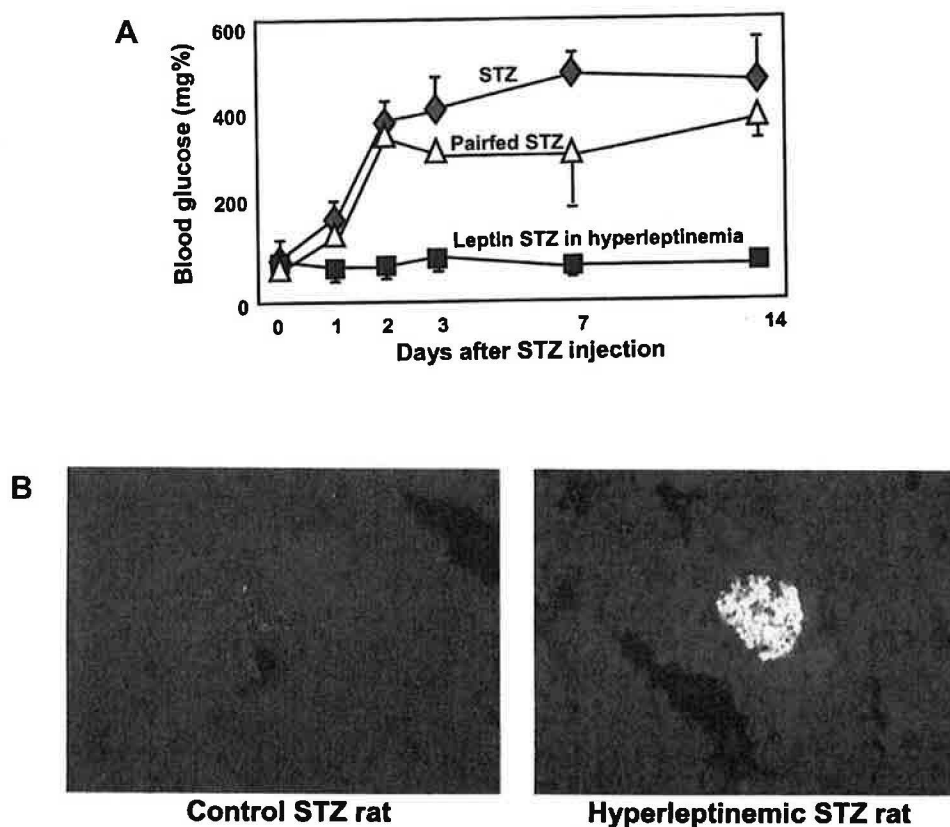 A
Blood glucose (mg%)
600
400
200
0
STZ
Pairfed STZ
Leptin STZ in hyperleptinemia
0 1 2 3 7 14
Days after STZ injection
B
Control STZ rat
Hyperleptinemic STZ rat